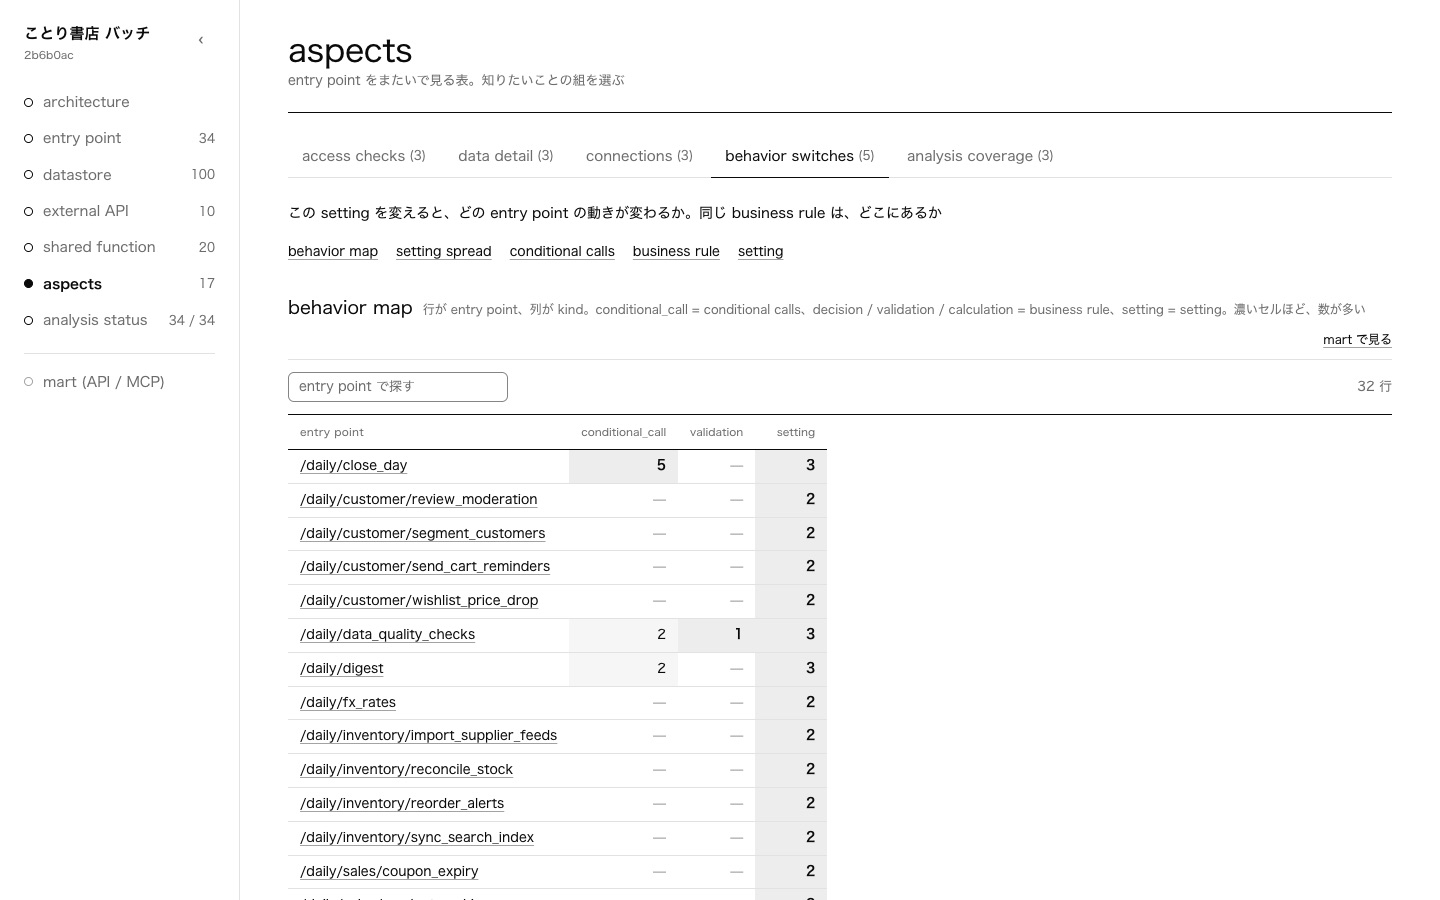 ことり書店 バッチ
‹
2b6b0ac
architecture
entry point 34
datastore 100
external API 10
shared function 20
aspects 17
analysis status 34 / 34
mart (API / MCP)
aspects
entry point をまたいで見る表。知りたいことの組を選ぶ
access checks (3) data detail (3) connections (3) behavior switches (5) analysis coverage (3)
この setting を変えると、どの entry point の動きが変わるか。同じ business rule は、どこにあるか
behavior map setting spread conditional calls business rule setting
behavior map 行が entry point、列が kind。conditional_call = conditional calls、decision / validation / calculation = business rule、setting = setting。濃いセルほど、数が多い
mart で見る
entry point で探す 32 行
entry point conditional_call validation setting
/daily/close_day 5 — 3
/daily/customer/review_moderation — — 2
/daily/customer/segment_customers — — 2
/daily/customer/send_cart_reminders — — 2
/daily/customer/wishlist_price_drop — — 2
/daily/data_quality_checks 2 1 3
/daily/digest 2 — 3
/daily/fx_rates — — 2
/daily/inventory/import_supplier_feeds — — 2
/daily/inventory/reconcile_stock — — 2
/daily/inventory/reorder_alerts — — 2
/daily/inventory/sync_search_index — — 2
/daily/sales/coupon_expiry — — 2